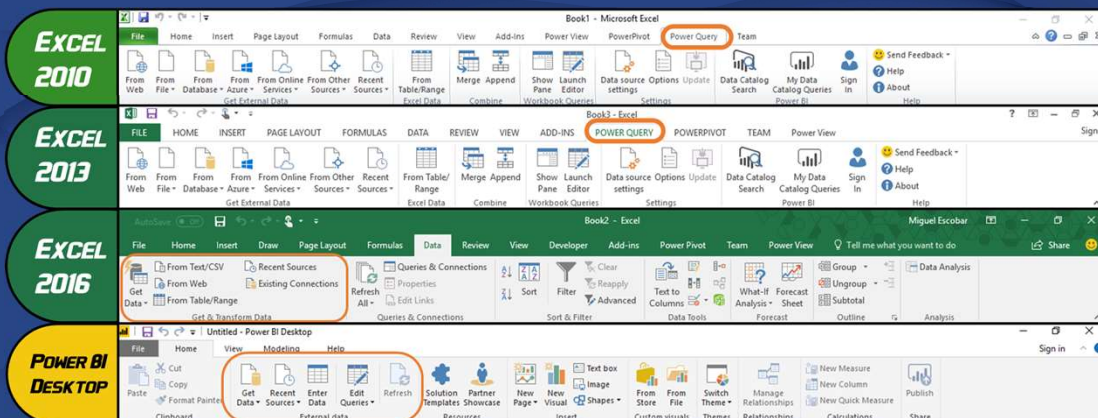 EXCEL
2010
Book1 - Microsoft Excel
File Home Insert Page Layout Formulas Data Review View Add-Ins Power View PowerPivot Power Query Team
From Web From File From Database From Azure From Online Services From Other Sources Recent Sources From Table/Range Merge Append Show Pane Launch Editor Data source settings Options Update Data Catalog Search My Data Catalog Queries Sign In Send Feedback
Help
About
Get External Data Excel Data Combine Workbook Queries Settings Power BI Help
EXCEL
2013
Book3 - Excel
FILE HOME INSERT PAGE LAYOUT FORMULAS DATA REVIEW VIEW ADD-INS POWER QUERY POWERPIVOT TEAM Power View Sign
From Web From File From Database From Azure From Online Services From Other Sources Recent Sources From Table/ Range Merge Append Show Pane Launch Editor Data source settings Options Update Data Catalog Search My Data Catalog Queries Sign In Send Feedback
Help
About
Get External Data Excel Data Combine Workbook Queries Settings Power BI Help
EXCEL
2016
AutoSave Off Book2 - Excel Miguel Escobar
File Home Insert Draw Page Layout Formulas Data Review View Developer Add-ins Power Pivot Team Power View Tell me what you want to do Share
Get Data From Text/CSV Recent Sources Refresh All Queries & Connections Sort Filter Clear Text to Columns What-If Analysis Forecast Sheet Group Data Analysis
From Web Existing Connections Properties Reapply Ungroup
From Table/Range Edit Links Advanced Subtotal
Get & Transform Data Queries & Connections Sort & Filter Data Tools Forecast Outline Analysis
POWER BI
DESKTOP
Untitled - Power BI Desktop
File Home View Modeling Help Sign in
Paste Cut Get Data Recent Sources Enter Data Edit Queries Refresh Solution Templates Partner Showcase New Page New Visual Text box From Store From File Switch Theme Manage Relationships New Measure Publish
Copy Image New Column
Format Painter Shapes New Quick Measure
Clipboard External data Resources Insert Custom visuals Themes Relationships Calculations Share